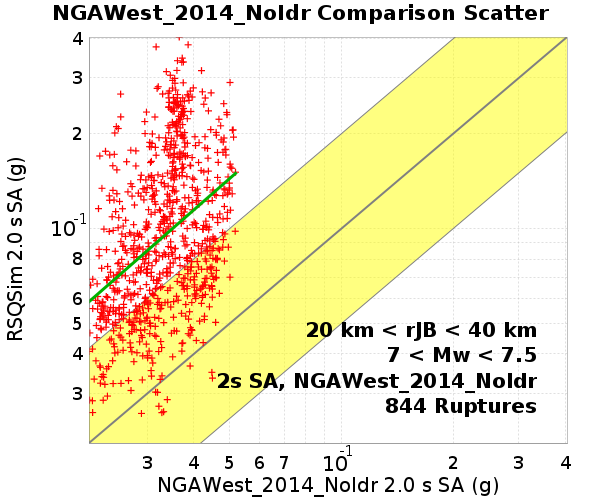 NGAWest_2014_NoIdr Comparison Scatter
RSQSim 2.0 s SA (g)
4
3
2
10-1
8
6
5
4
3
20 km < rJB < 40 km
7 < Mw < 7.5
2s SA, NGAWest_2014_NoIdr
844 Ruptures
3 4 5 6 7 10-1 2 3 4
NGAWest_2014_NoIdr 2.0 s SA (g)